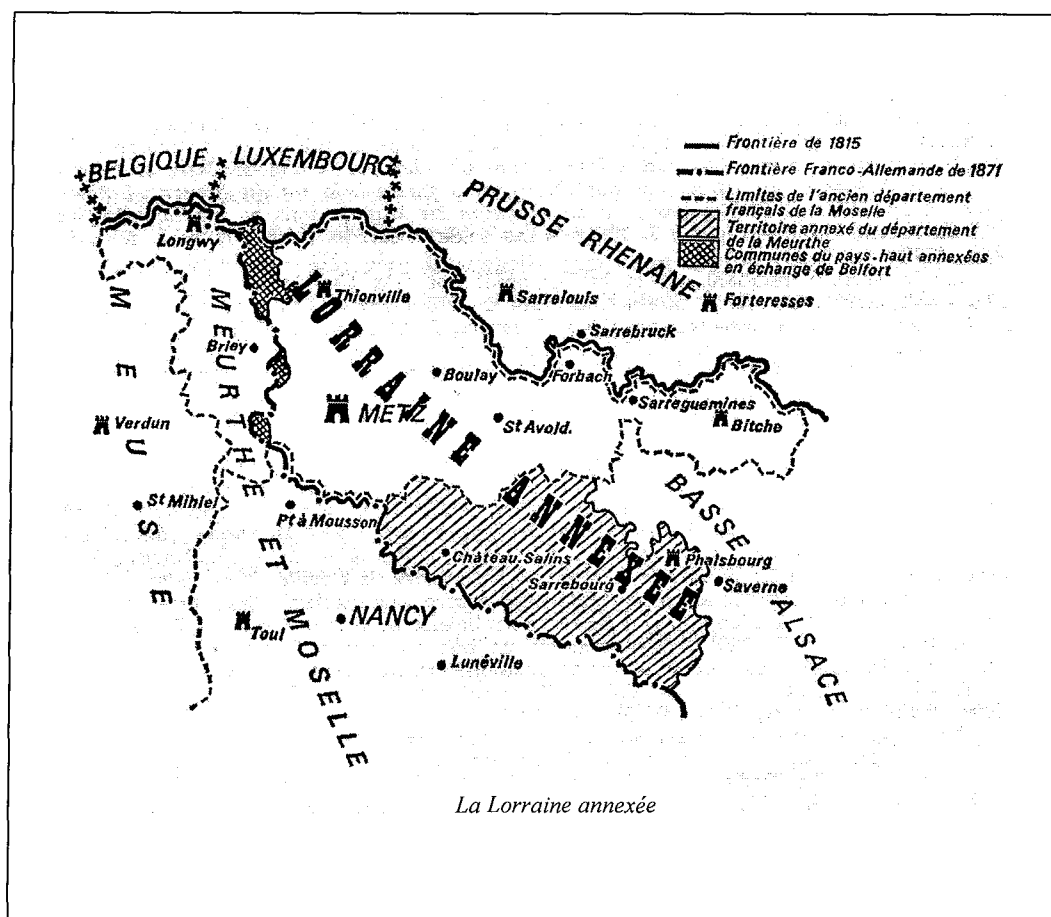 BELGIQUE
LUXEMBOURG
PRUSSE RHENANE
Frontière de 1815
Frontière Franco-Allemande de 1871
Limites de l'ancien département
français de la Moselle
Territoire annexé du département
de la Meurthe
Communes du pays-haut annexées
en échange de Belfort
Forteresses
Longwy
Thionville
Sarrelouis
Sarrebruck
Briey
Boulay
Forbach
Sarreguemines
Bitche
METZ
St Avold.
Verdun
St Mihiel
Pt à Mousson
LORRAINE ANNEXEE
MEUSE
MEURTHE ET MOSELLE
BASSE ALSACE
Château.Salins
Sarrebourg
Phalsbourg
Saverne
Toul
NANCY
Lunéville
La Lorraine annexée